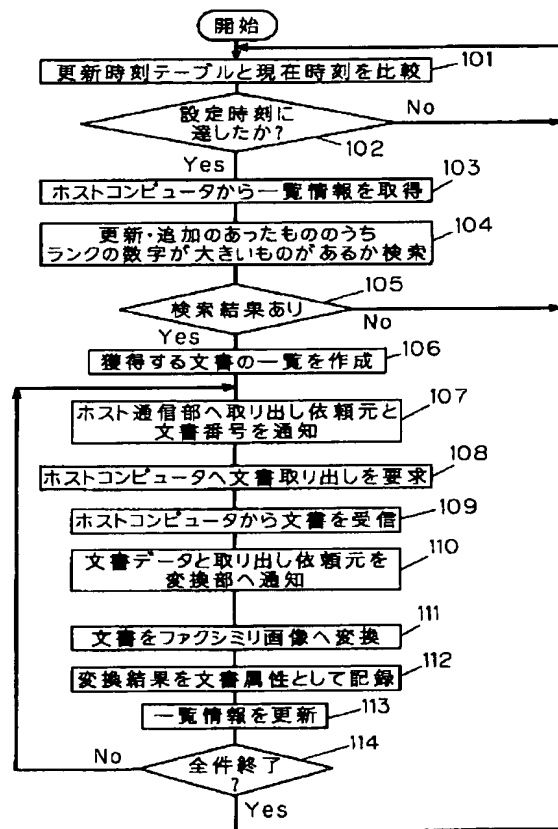 開始
更新時刻テーブルと現在時刻を比較
101
設定時刻に
達したか?
102
No
Yes
103
ホストコンピュータから一覧情報を取得
104
更新・追加のあったもののうち
ランクの数字が大きいものがあるか検索
105
検索結果あり
No
Yes
106
獲得する文書の一覧を作成
107
ホスト通信部へ取り出し依頼元と
文書番号を通知
108
ホストコンピュータへ文書取り出しを要求
109
ホストコンピュータから文書を受信
110
文書データと取り出し依頼元を
変換部へ通知
111
文書をファクシミリ画像へ変換
112
変換結果を文書属性として記録
113
一覧情報を更新
114
No
全件終了
?
Yes